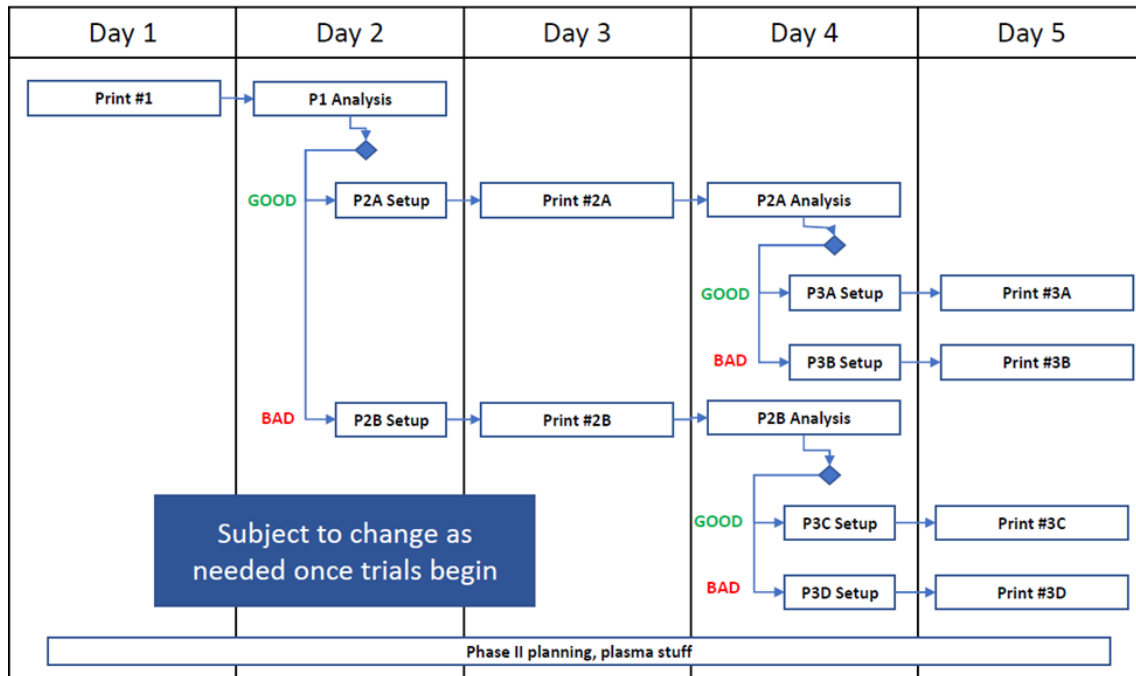 Day 1
Day 2
Day 3
Day 4
Day 5
Print #1
P1 Analysis
GOOD
P2A Setup
Print #2A
P2A Analysis
GOOD
P3A Setup
Print #3A
BAD
P3B Setup
Print #3B
BAD
P2B Setup
Print #2B
P2B Analysis
GOOD
P3C Setup
Print #3C
BAD
P3D Setup
Print #3D
Subject to change as
needed once trials begin
Phase II planning, plasma stuff